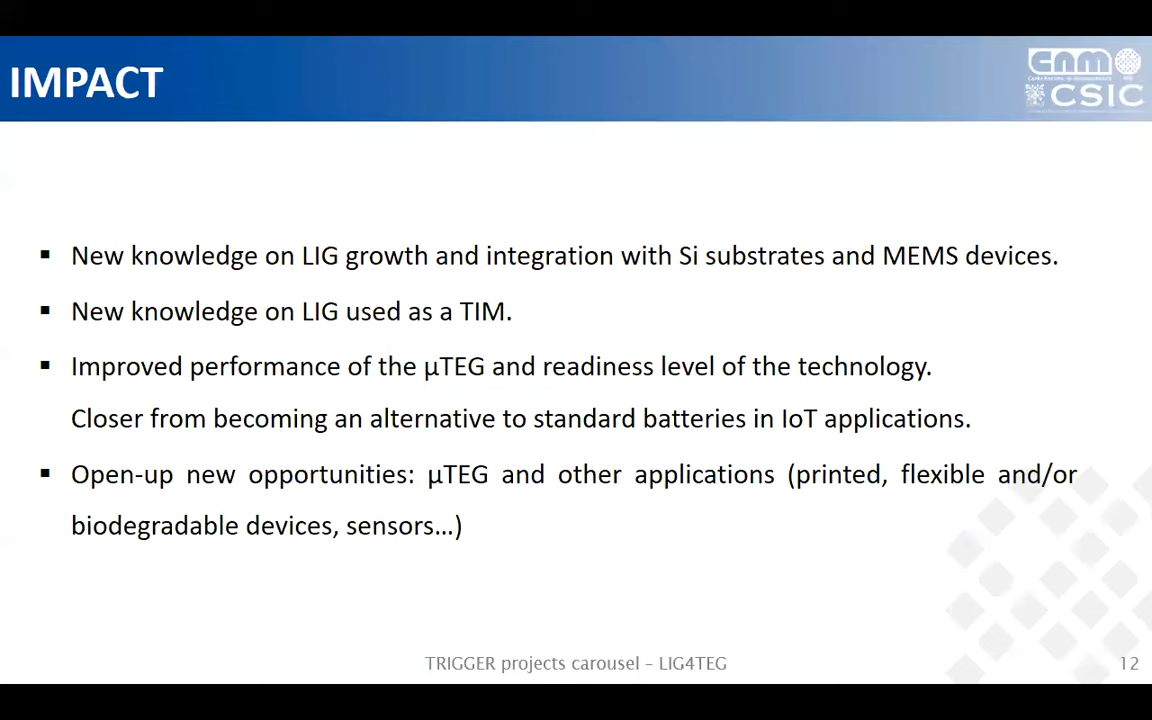 IMPACT
cnm
CSIC
▪ New knowledge on LIG growth and integration with Si substrates and MEMS devices.
▪ New knowledge on LIG used as a TIM.
▪ Improved performance of the µTEG and readiness level of the technology.
Closer from becoming an alternative to standard batteries in IoT applications.
▪ Open-up new opportunities: µTEG and other applications (printed, flexible and/or
biodegradable devices, sensors…)
TRIGGER projects carousel – LIG4TEG
12